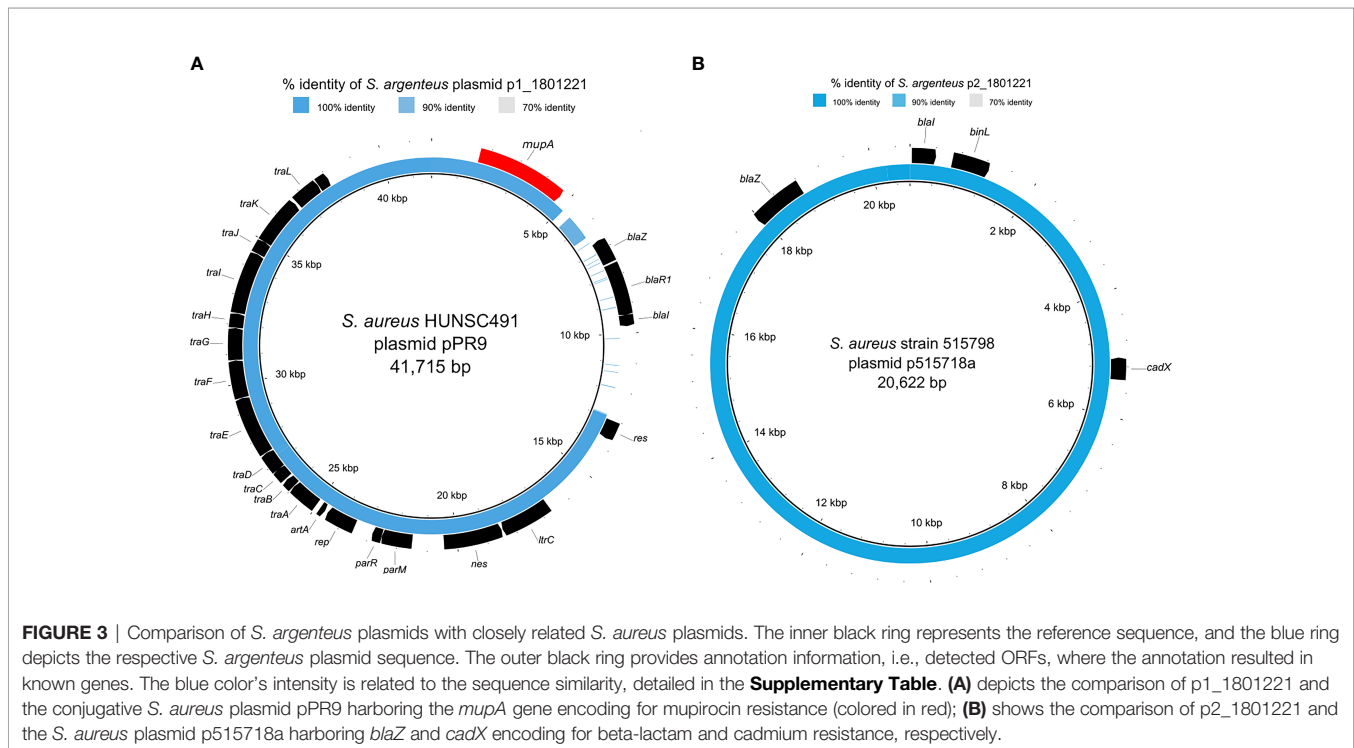 A
% identity of S. argenteus plasmid p1_1801221
100% identity 90% identity 70% identity
mupA
blaZ
blaR1
blaI
res
ltrC
nes
parM
parR
rep
artA
traA
traB
traC
traD
traE
traF
traG
traH
traI
traJ
traK
traL
5 kbp
10 kbp
15 kbp
20 kbp
25 kbp
30 kbp
35 kbp
40 kbp
S. aureus HUNSC491
plasmid pPR9
41,715 bp
B
% identity of S. argenteus p2_1801221
100% identity 90% identity 70% identity
blaI
binL
cadX
blaZ
2 kbp
4 kbp
6 kbp
8 kbp
10 kbp
12 kbp
14 kbp
16 kbp
18 kbp
20 kbp
S. aureus strain 515798
plasmid p515718a
20,622 bp
FIGURE 3 | Comparison of S. argenteus plasmids with closely related S. aureus plasmids. The inner black ring represents the reference sequence, and the blue ring
depicts the respective S. argenteus plasmid sequence. The outer black ring provides annotation information, i.e., detected ORFs, where the annotation resulted in
known genes. The blue color's intensity is related to the sequence similarity, detailed in the Supplementary Table. (A) depicts the comparison of p1_1801221 and
the conjugative S. aureus plasmid pPR9 harboring the mupA gene encoding for mupirocin resistance (colored in red); (B) shows the comparison of p2_1801221 and
the S. aureus plasmid p515718a harboring blaZ and cadX encoding for beta-lactam and cadmium resistance, respectively.